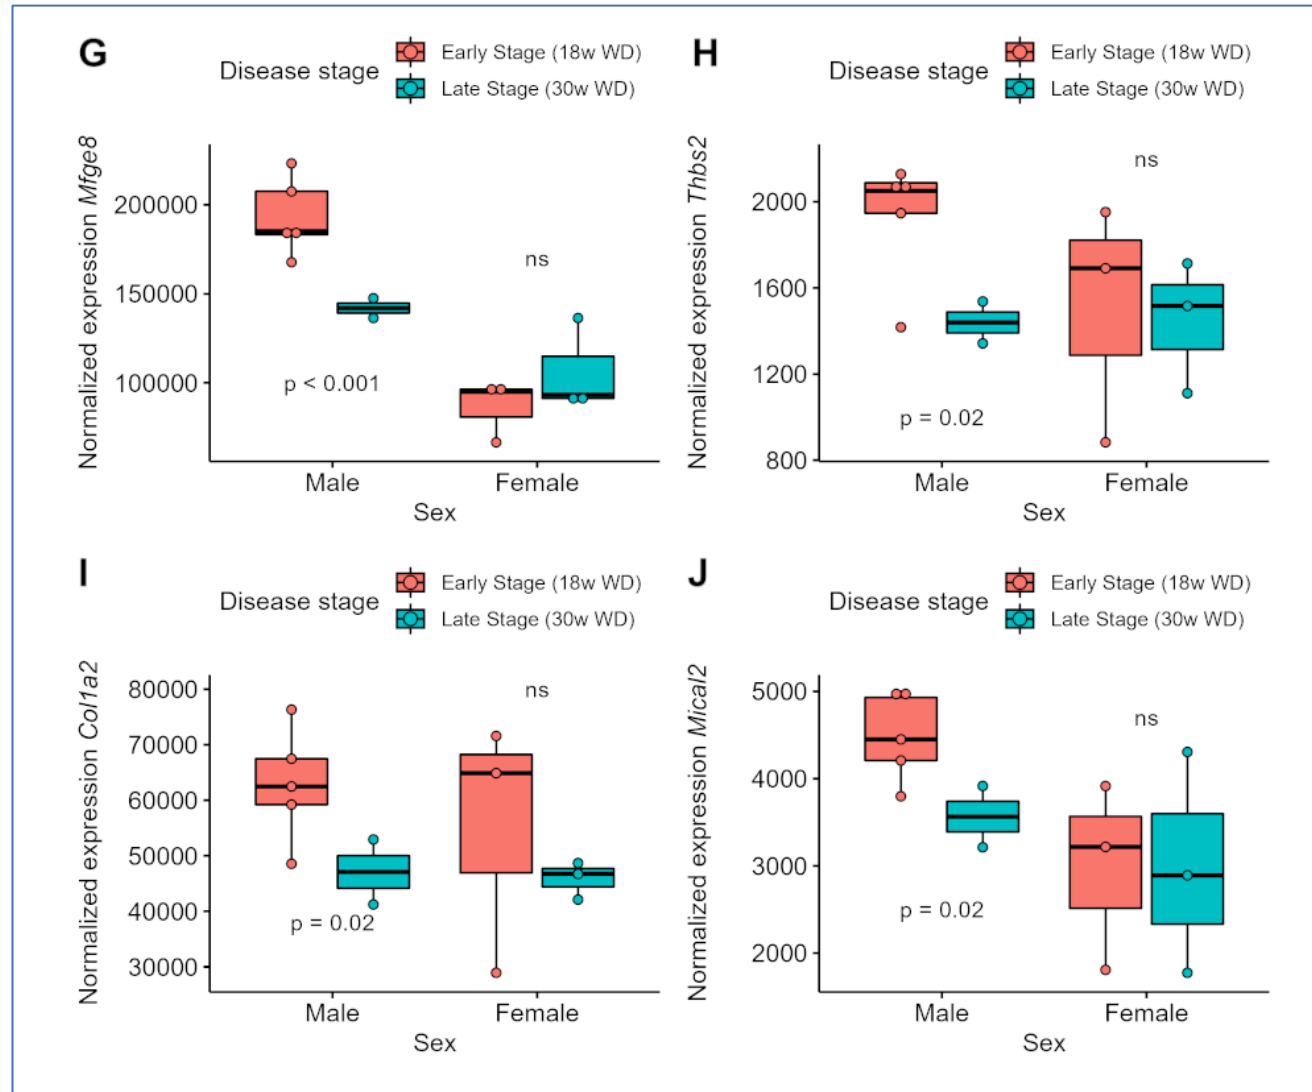 G
Disease stage
Early Stage (18w WD)
Late Stage (30w WD)
Normalized expression Mfge8
200000
150000
100000
ns
p < 0.001
Male
Female
Sex
H
Disease stage
Early Stage (18w WD)
Late Stage (30w WD)
Normalized expression Thbs2
2000
1600
1200
800
ns
p = 0.02
Male
Female
Sex
I
Disease stage
Early Stage (18w WD)
Late Stage (30w WD)
Normalized expression Col1a2
80000
70000
60000
50000
40000
30000
ns
p = 0.02
Male
Female
Sex
J
Disease stage
Early Stage (18w WD)
Late Stage (30w WD)
Normalized expression Mical2
5000
4000
3000
2000
ns
p = 0.02
Male
Female
Sex